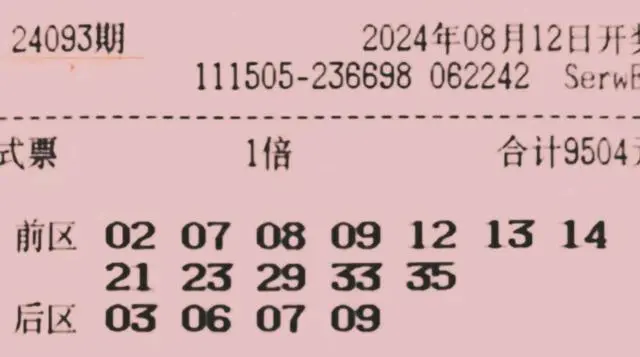 24093期 2024年08月12日开奖
111505-236698 062242 SerwE
式票 1倍 合计9504元
前区 02 07 08 09 12 13 14
21 23 29 33 35
后区 03 06 07 09